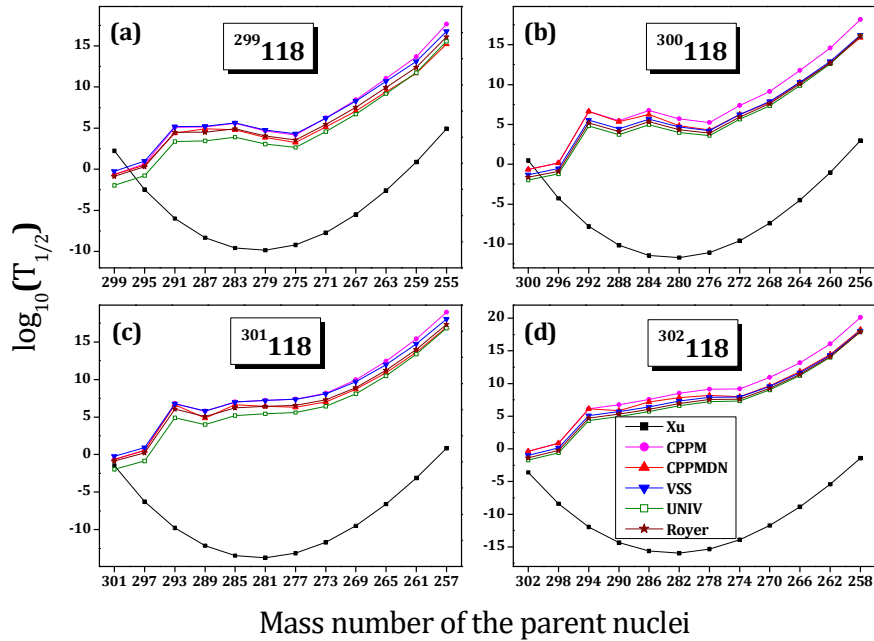 log₁₀(T₁/₂)
(a)
²⁹⁹118
15
10
5
0
-5
-10
299 295 291 287 283 279 275 271 267 263 259 255
(b)
³⁰⁰118
15
10
5
0
-5
-10
300 296 292 288 284 280 276 272 268 264 260 256
(c)
³⁰¹118
15
10
5
0
-5
-10
301 297 293 289 285 281 277 273 269 265 261 257
(d)
³⁰²118
20
15
10
5
0
-5
-10
-15
Xu
CPPM
CPPMDN
VSS
UNIV
Royer
302 298 294 290 286 282 278 274 270 266 262 258
Mass number of the parent nuclei